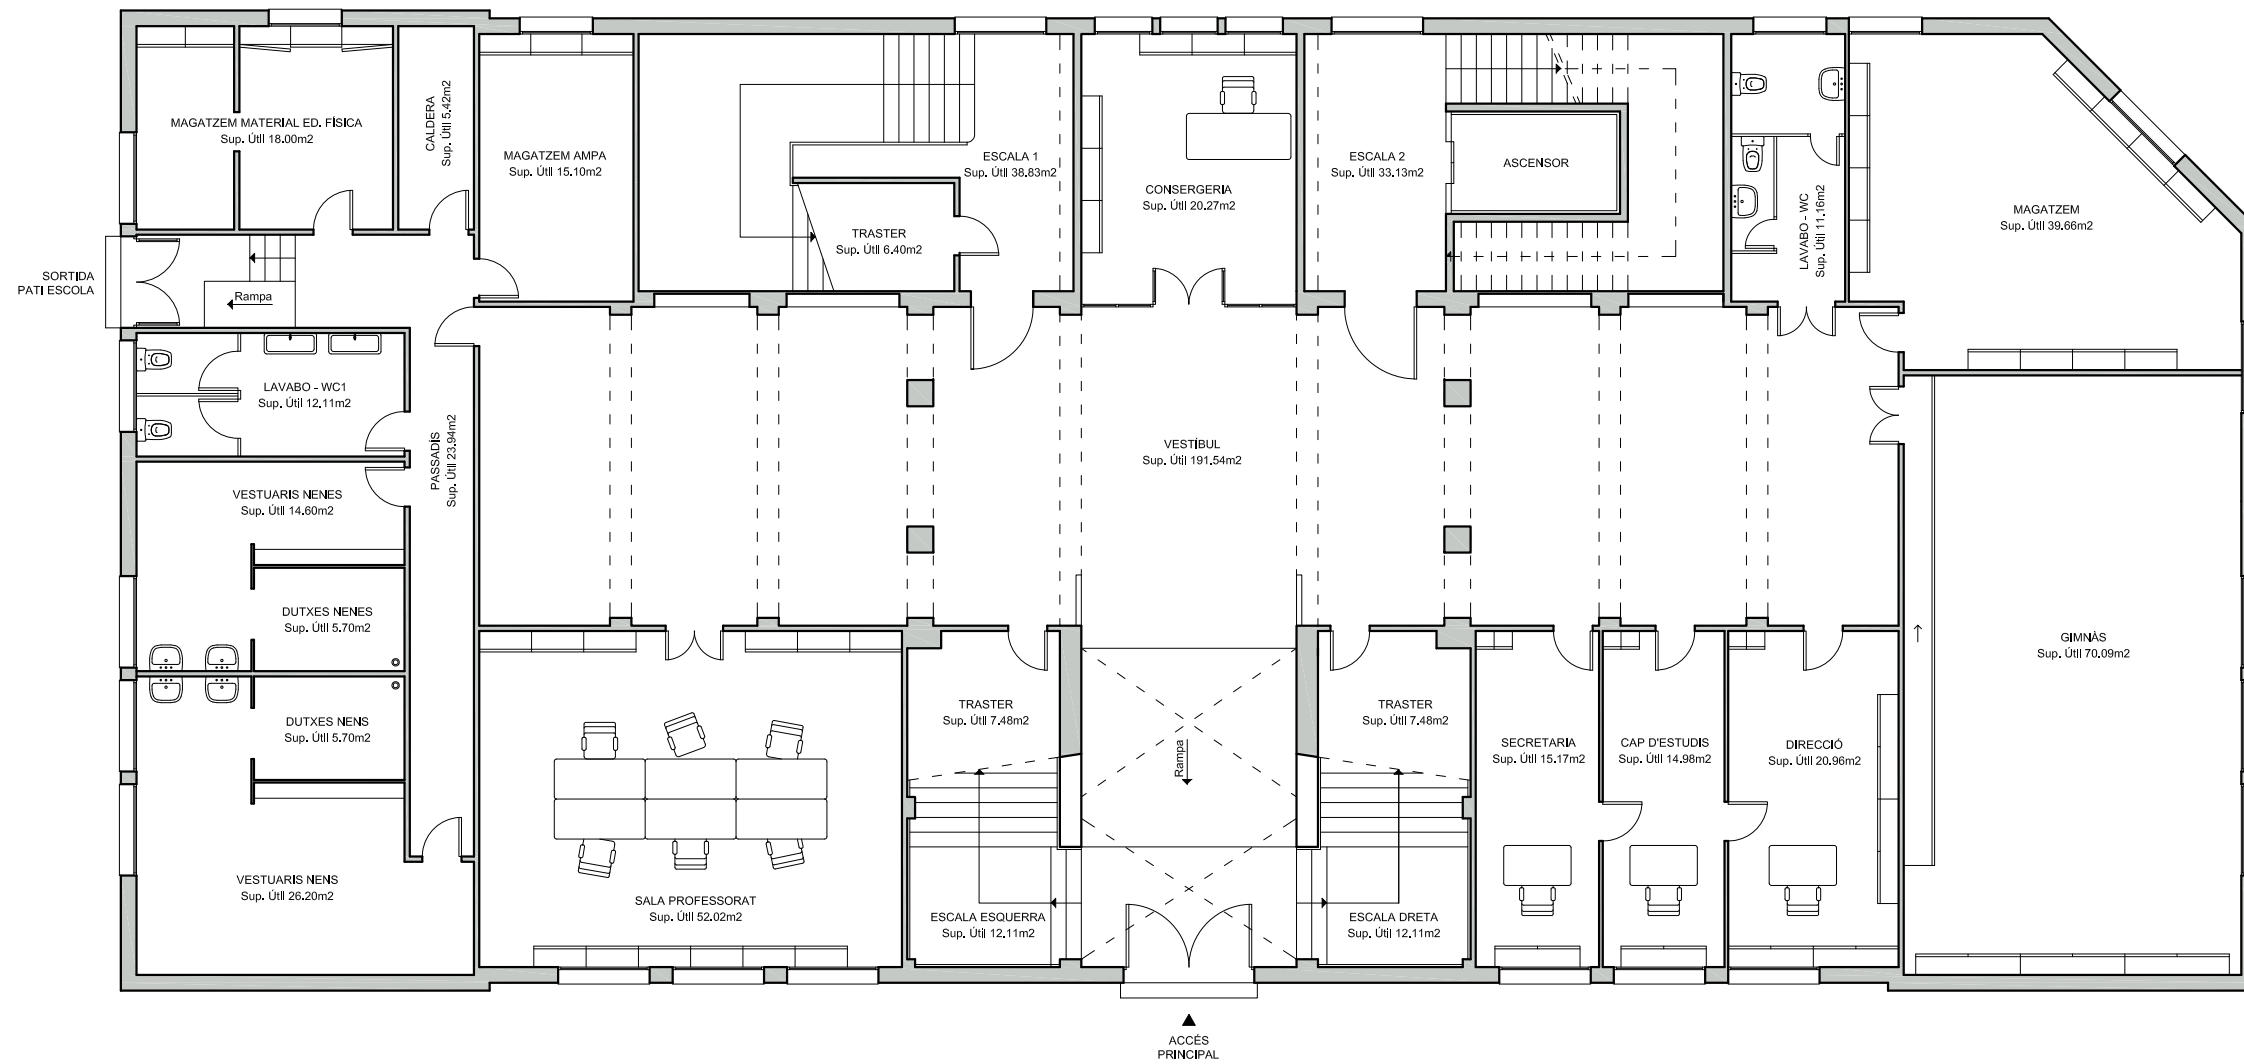 MAGATZEM MATERIAL ED. FÍSICA
Sup. Útil 18.00m2
CALDERA
Sup. Útil 5.42m2
MAGATZEM AMPA
Sup. Útil 15.10m2
ESCALA 1
Sup. Útil 38.83m2
TRASTER
Sup. Útil 6.40m2
CONSERGERIA
Sup. Útil 20.27m2
ESCALA 2
Sup. Útil 33.13m2
ASCENSOR
LAVABO - WC
Sup. Útil 11.16m2
MAGATZEM
Sup. Útil 39.66m2
SORTIDA
PATI ESCOLA
Rampa
LAVABO - WC1
Sup. Útil 12.11m2
PASSADÍS
Sup. Útil 23.94m2
VESTÍBUL
Sup. Útil 191.54m2
VESTUARIS NENES
Sup. Útil 14.60m2
DUTXES NENES
Sup. Útil 5.70m2
DUTXES NENS
Sup. Útil 5.70m2
VESTUARIS NENS
Sup. Útil 26.20m2
SALA PROFESSORAT
Sup. Útil 52.02m2
TRASTER
Sup. Útil 7.48m2
ESCALA ESQUERRA
Sup. Útil 12.11m2
Rampa
TRASTER
Sup. Útil 7.48m2
ESCALA DRETA
Sup. Útil 12.11m2
SECRETARIA
Sup. Útil 15.17m2
CAP D'ESTUDIS
Sup. Útil 14.98m2
DIRECCIÓ
Sup. Útil 20.96m2
GIMNÀS
Sup. Útil 70.09m2
ACCÉS
PRINCIPAL